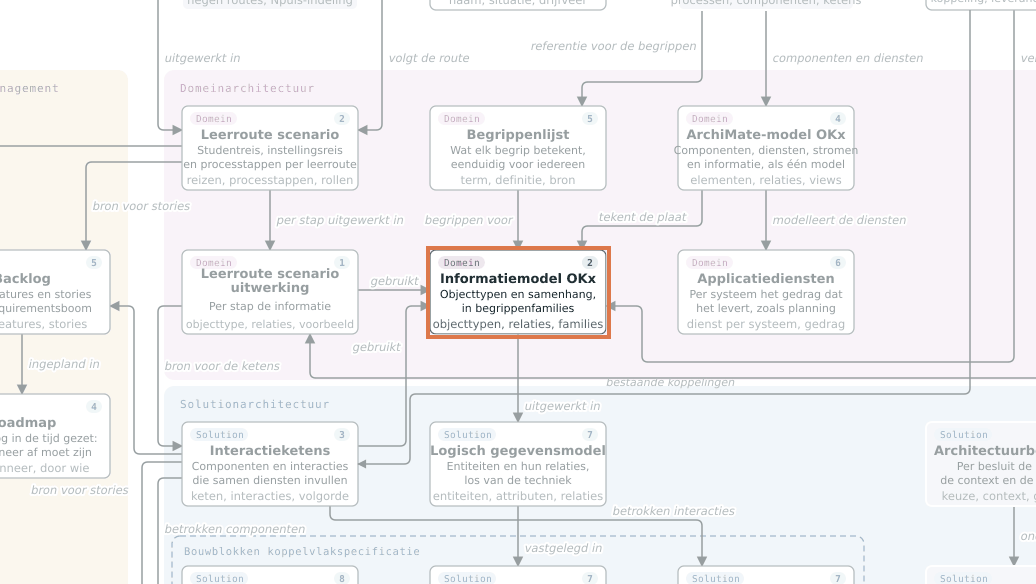 naam, situatie, drijfveer
processen, componenten, ketens
uitgewerkt in
volgt de route
referentie voor de begrippen
componenten en diensten
nagement
Domeinarchitectuur
Domein 2
Leerroute scenario
Studentreis, instellingsreis
en processtappen per leerroute
reizen, processtappen, rollen
Domein 5
Begrippenlijst
Wat elk begrip betekent,
eenduidig voor iedereen
term, definitie, bron
Domein 4
ArchiMate-model OKx
Componenten, diensten, stromen
en informatie, als één model
elementen, relaties, views
bron voor stories
per stap uitgewerkt in
begrippen voor
tekent de plaat
modelleert de diensten
5
Backlog
atures en stories
quirementsboom
eatures, stories
Domein 1
Leerroute scenario
uitwerking
Per stap de informatie
objecttype, relaties, voorbeeld
gebruikt
Domein 2
Informatiemodel OKx
Objecttypen en samenhang,
in begrippenfamilies
objecttypen, relaties, families
Domein 6
Applicatiediensten
Per systeem het gedrag dat
het levert, zoals planning
dienst per systeem, gedrag
gebruikt
ingepland in
bron voor de ketens
bestaande koppelingen
4
oadmap
g in de tijd gezet:
neer af moet zijn
nneer, door wie
bron voor stories
Solutionarchitectuur
uitgewerkt in
Solution 3
Interactieketens
Componenten en interacties
die samen diensten invullen
keten, interacties, volgorde
Solution 7
Logisch gegevensmodel
Entiteiten en hun relaties,
los van de techniek
entiteiten, attributen, relaties
Solution
Architectuurb
Per besluit de
de context en de
keuze, context, g
betrokken interacties
betrokken componenten
Bouwblokken koppelvlakspecificatie
vastgelegd in
on
Solution 8
Solution 7
Solution 7